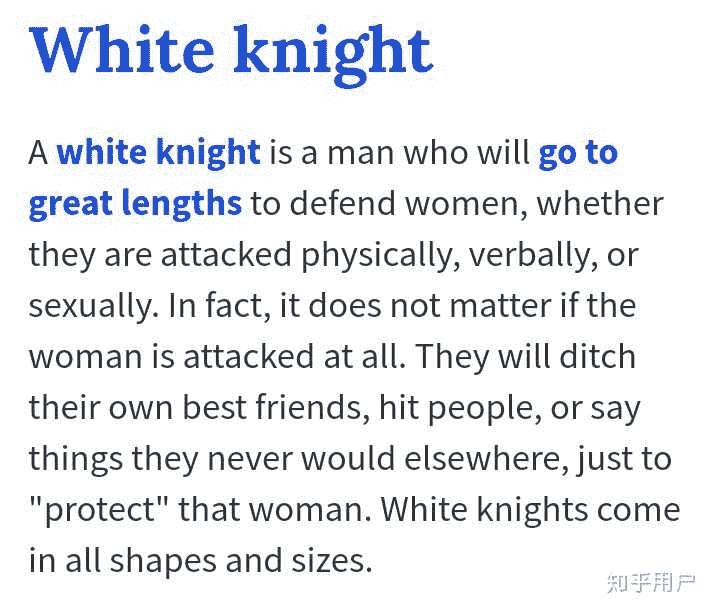 White knight
A white knight is a man who will go to
great lengths to defend women, whether
they are attacked physically, verbally, or
sexually. In fact, it does not matter if the
woman is attacked at all. They will ditch
their own best friends, hit people, or say
things they never would elsewhere, just to
"protect" that woman. White knights come
in all shapes and sizes.
知乎用户